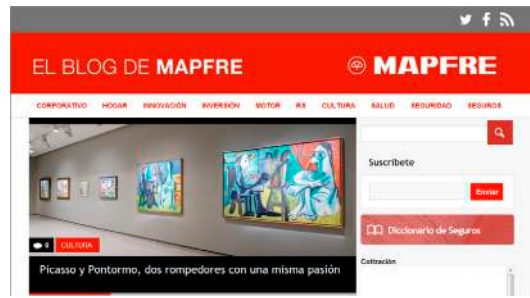 EL BLOG DE MAPFRE
MAPFRE
CORPORATIVO HOGAR INNOVACIÓN INVERSIÓN MOTOR RS CULTURA SALUD SEGURIDAD SEGUROS
Suscríbete
Enviar
Diccionario de Seguros
0 CULTURA
Picasso y Pontormo, dos rompedores con una misma pasión
Cotización